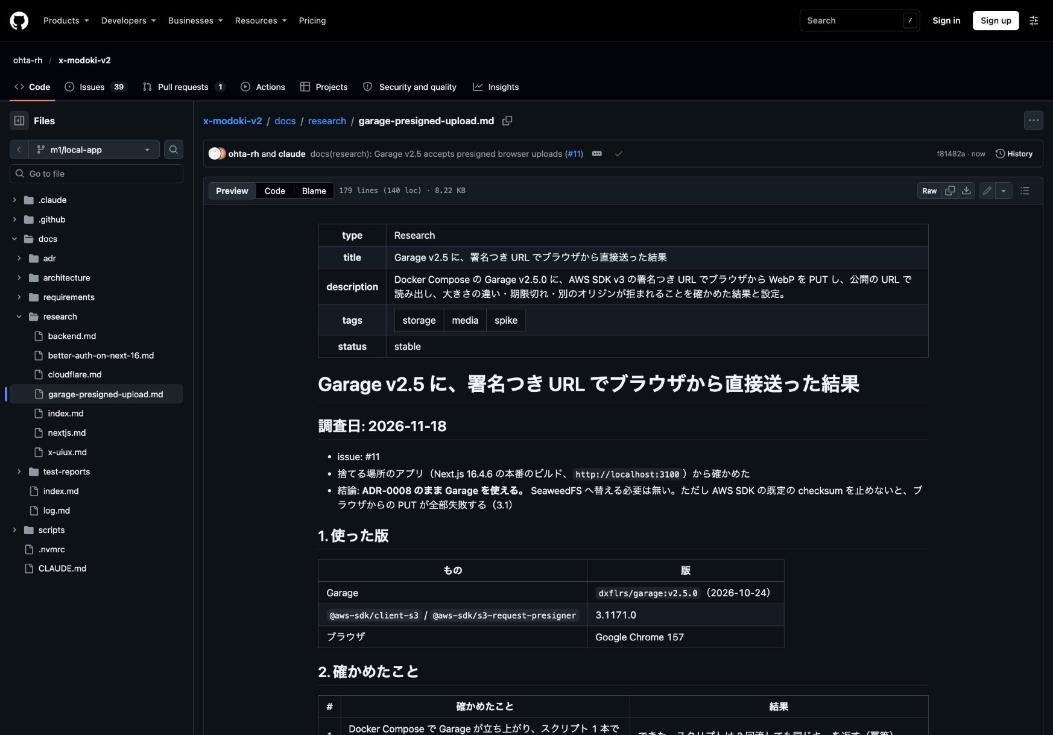 Products Developers Businesses Resources Pricing Search / Sign in Sign up
ohta-rh / x-modoki-v2
Code Issues 39 Pull requests 1 Actions Projects Security and quality Insights
Files
m1/local-app
Go to file
.claude
.github
docs
adr
architecture
requirements
research
backend.md
better-auth-on-next-16.md
cloudflare.md
garage-presigned-upload.md
index.md
nextjs.md
x-uiux.md
test-reports
index.md
log.md
scripts
.nvmrc
CLAUDE.md
x-modoki-v2 / docs / research / garage-presigned-upload.md
ohta-rh and claude docs(research): Garage v2.5 accepts presigned browser uploads (#11) f81482a · now History
Preview Code Blame 179 lines (140 loc) · 8.22 KB Raw
type Research
title Garage v2.5 に、署名つき URL でブラウザから直接送った結果
description Docker Compose の Garage v2.5.0 に、AWS SDK v3 の署名つき URL でブラウザから WebP を PUT し、公開の URL で
読み出し、大きさの違い・期限切れ・別のオリジンが拒まれることを確かめた結果と設定。
tags storage media spike
status stable
Garage v2.5 に、署名つき URL でブラウザから直接送った結果
調査日: 2026-11-18
• issue: #11
• 捨てる場所のアプリ（Next.js 16.4.6 の本番のビルド、 http://localhost:3100 ）から確かめた
• 結論: ADR-0008 のまま Garage を使える。 SeaweedFS へ替える必要は無い。ただし AWS SDK の既定の checksum を止めないと、ブ
ラウザからの PUT が全部失敗する（3.1）
1. 使った版
もの 版
Garage dxflrs/garage:v2.5.0 （2026-10-24）
@aws-sdk/client-s3 / @aws-sdk/s3-request-presigner 3.1171.0
ブラウザ Google Chrome 157
2. 確かめたこと
# 確かめたこと 結果
Docker Compose で Garage が立ち上がり、スクリプト 1 本で